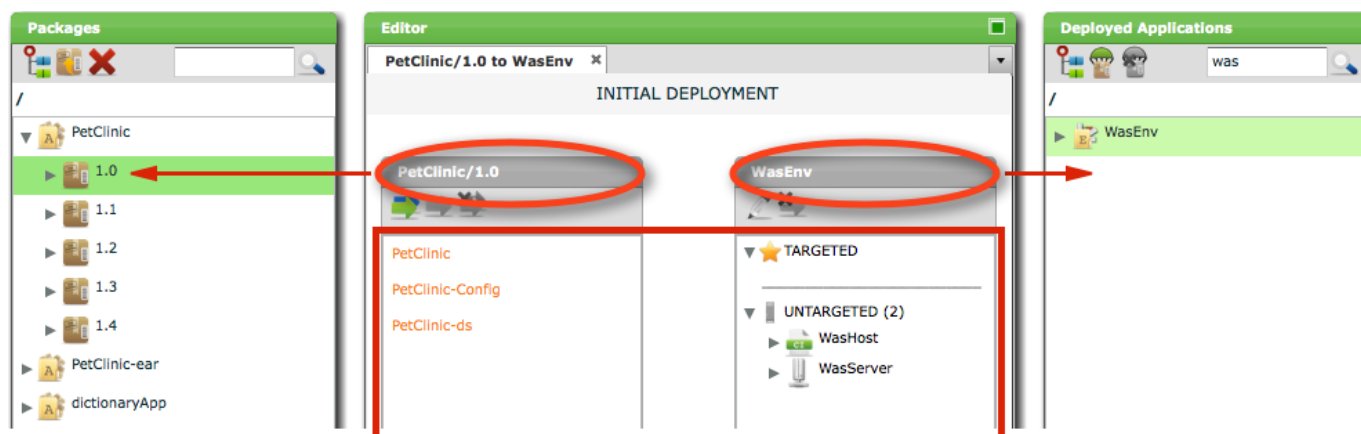 Packages
/
PetClinic
1.0
1.1
1.2
1.3
1.4
PetClinic-ear
dictionaryApp
Editor
PetClinic/1.0 to WasEnv
INITIAL DEPLOYMENT
PetClinic/1.0
PetClinic
PetClinic-Config
PetClinic-ds
WasEnv
TARGETED
UNTARGETED (2)
WasHost
WasServer
Deployed Applications
was
/
WasEnv